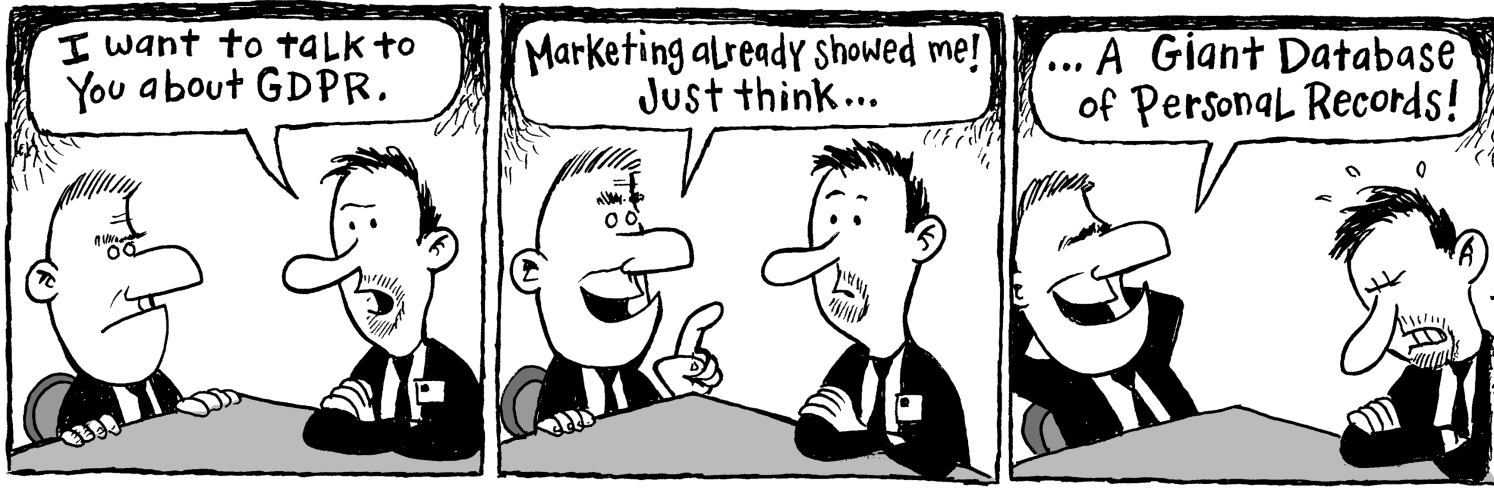 I want to talk to
You about GDPR.
Marketing already showed me!
Just think...
... A Giant Database
of Personal Records!